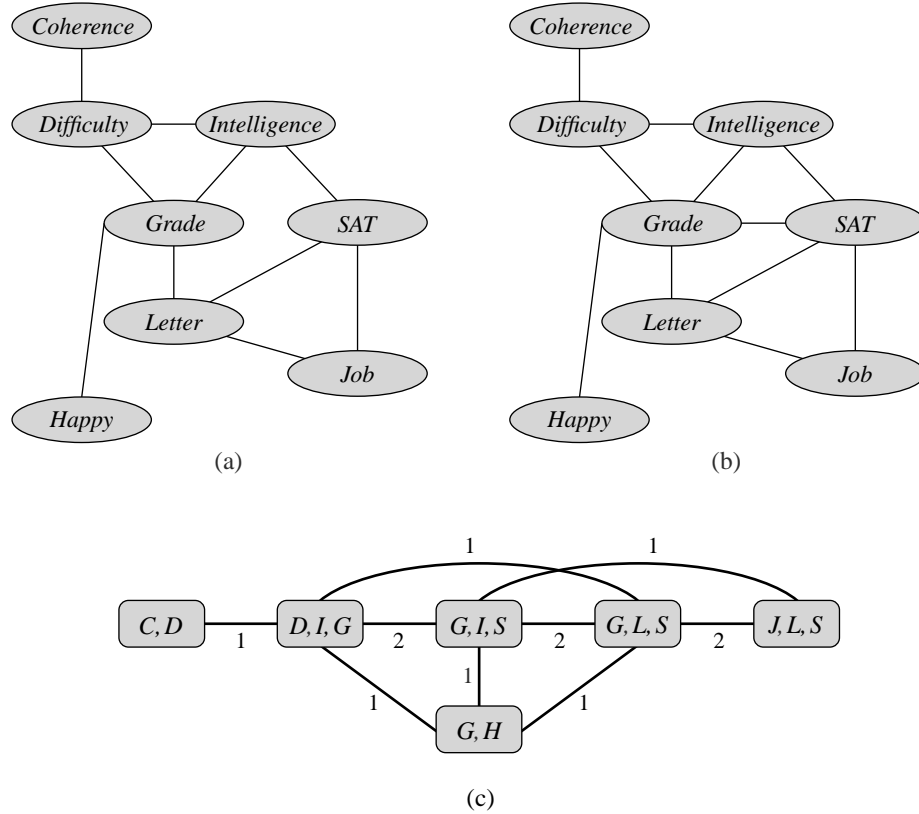 Coherence
Difficulty
Intelligence
Grade
SAT
Letter
Job
Happy
(a)
Coherence
Difficulty
Intelligence
Grade
SAT
Letter
Job
Happy
(b)
1
1
C, D
D, I, G
G, I, S
G, L, S
J, L, S
1
2
2
2
1
1
1
G, H
(c)